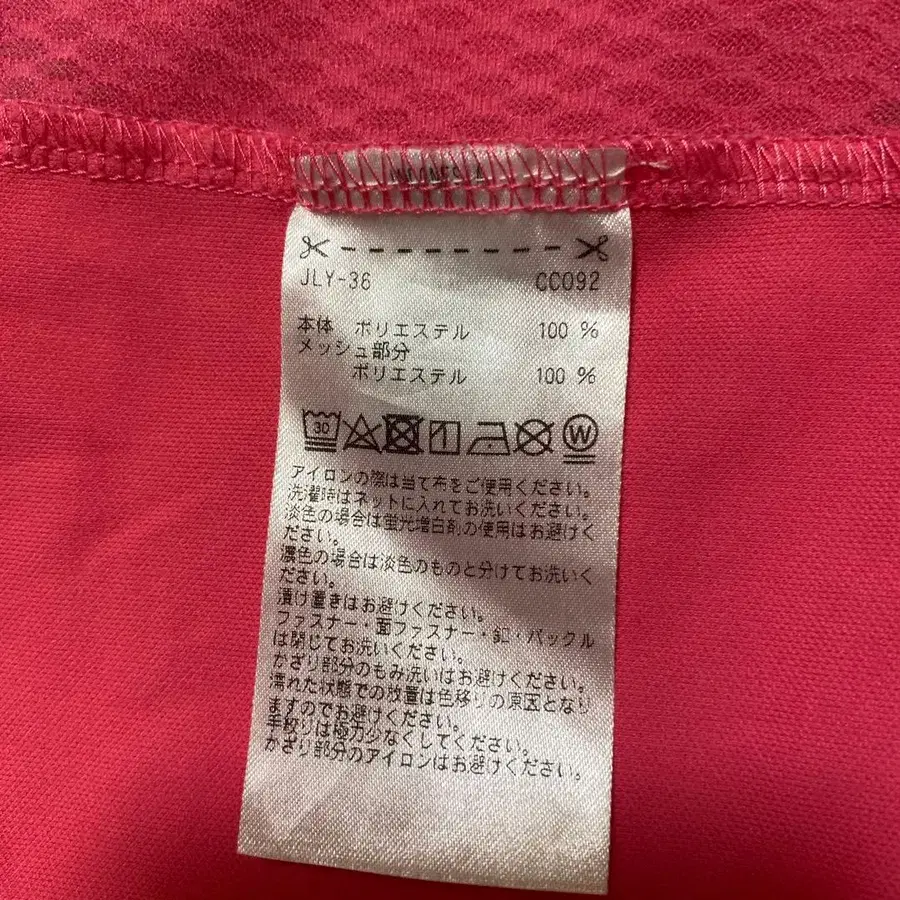 JLY-36 CC092
本体 ポリエステル 100 %
メッシュ部分
ポリエステル 100 %
30
W
アイロンの際は当て布をご使用ください。
洗濯時はネットに入れてお洗いください。
淡色の場合は蛍光増白剤の使用はお避けく
ださい。
濃色の場合は淡色のものと分けてお洗いく
ださい。
漬け置きはお避けください。
ファスナー・面ファスナー・釦・バックル
は閉じてお洗いください。
かざり部分のもみ洗いはお避けください。
濡れた状態での放置は色移りの原因となり
ますのでお避けください。
手絞りは極力少なくしてください。
かざり部分のアイロンはお避けください。